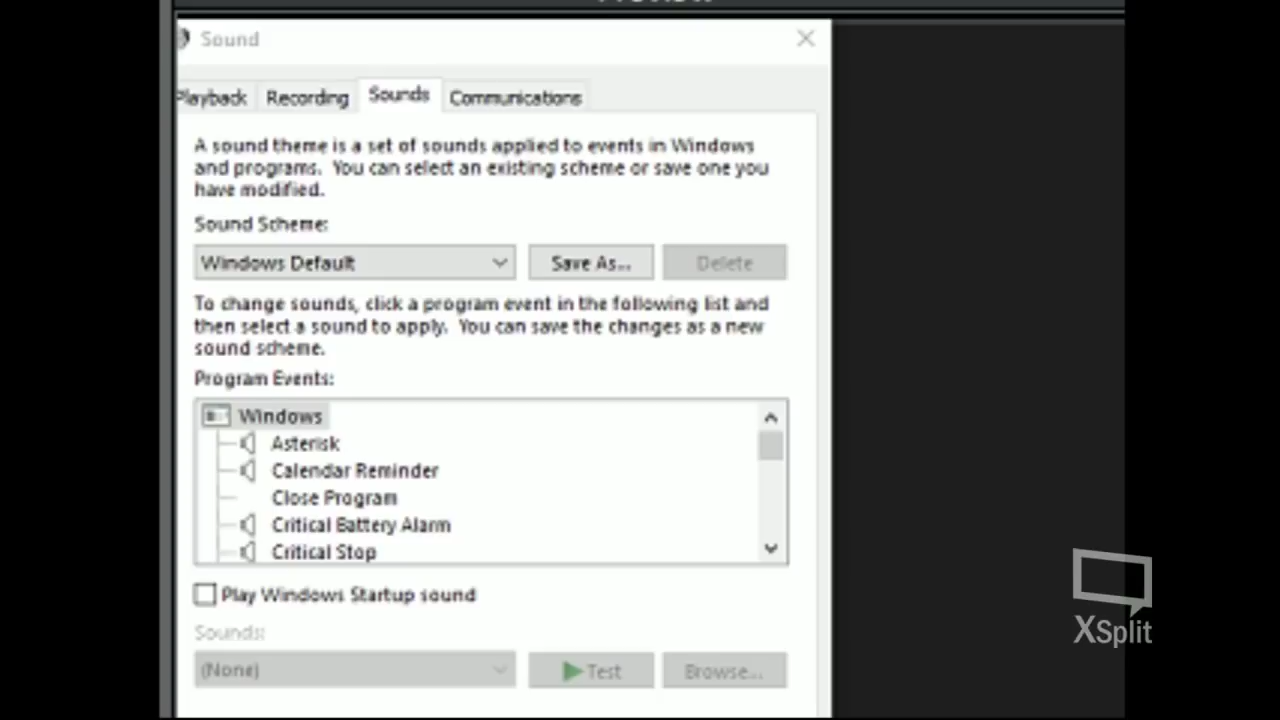 Sound
Playback Recording Sounds Communications
A sound theme is a set of sounds applied to events in Windows
and programs. You can select an existing scheme or save one you
have modified.
Sound Scheme:
Windows Default Save As... Delete
To change sounds, click a program event in the following list and
then select a sound to apply. You can save the changes as a new
sound scheme.
Program Events:
Windows
Asterisk
Calendar Reminder
Close Program
Critical Battery Alarm
Critical Stop
Play Windows Startup sound
Sounds:
(None) Test Browse...
XSplit